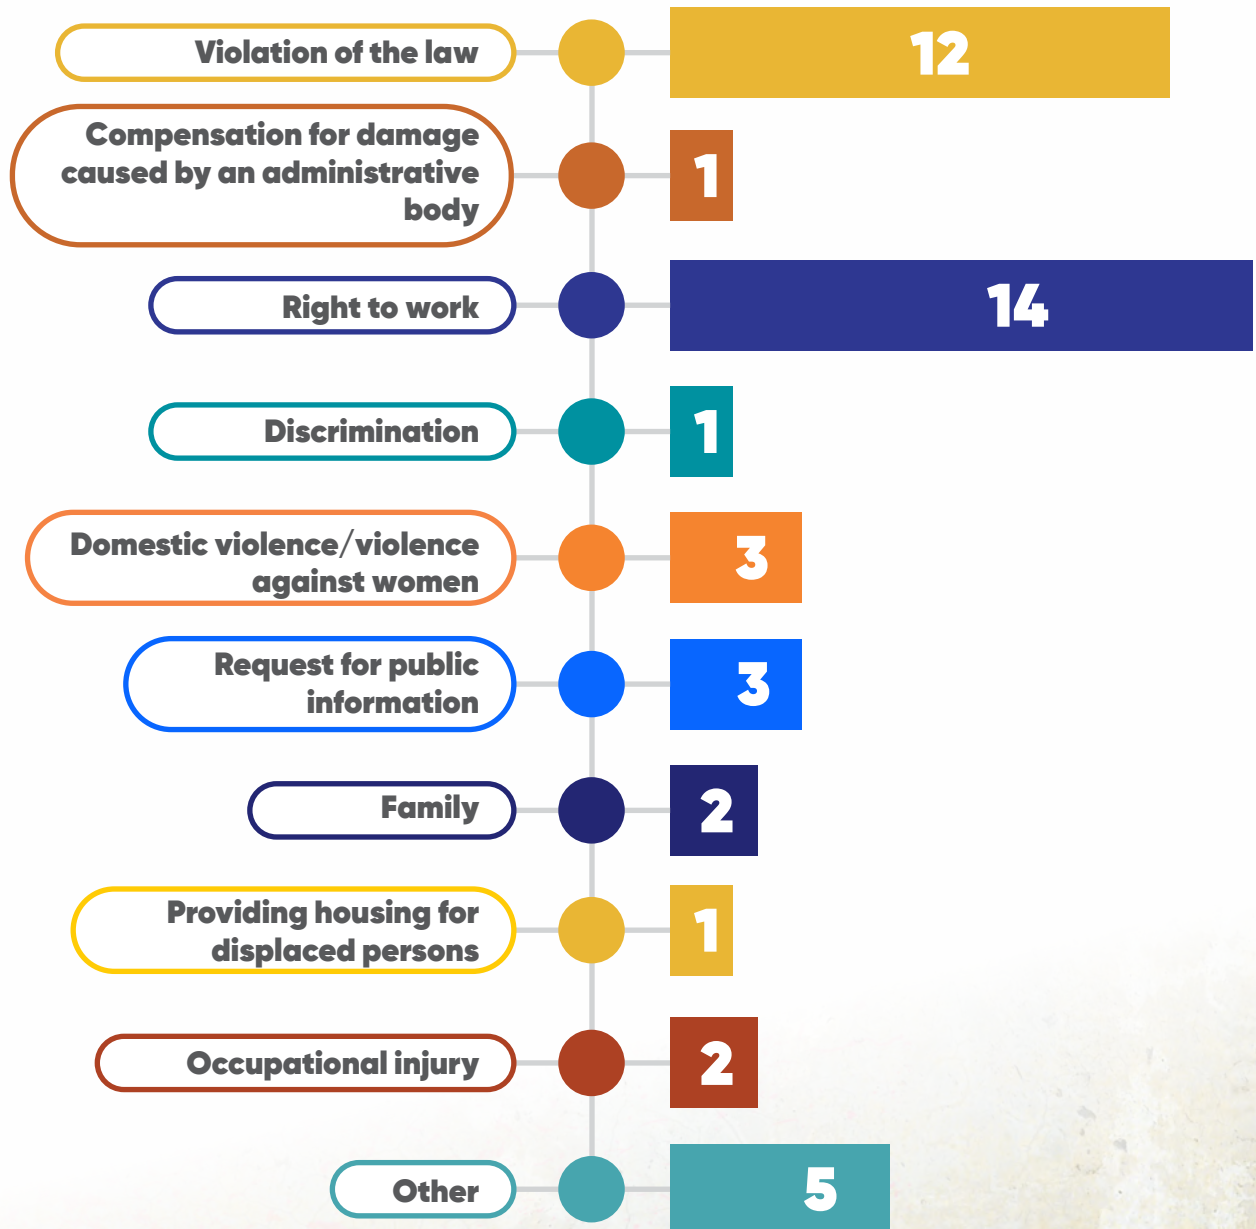 Violation of the law
12
Compensation for damage
caused by an administrative
body
1
Right to work
14
Discrimination
1
Domestic violence/violence
against women
3
Request for public
information
3
Family
2
Providing housing for
displaced persons
1
Occupational injury
2
Other
5